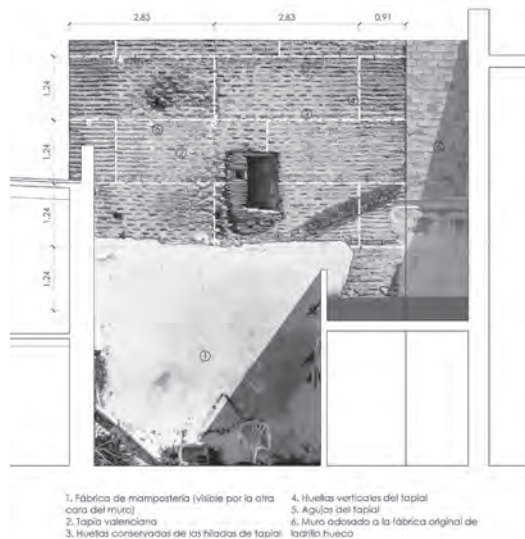 2.83 2.83 0.91
1.24
1.24
1.24
1.24
1. Fábrica de mampostería (visible por la otra
cara del muro)
2. Tapia valenciana
3. Huellas conservadas de las hiladas de tapial
4. Huellas verticales del tapial
5. Agujas del tapial
6. Muro adosado a la fábrica original de
ladrillo hueco